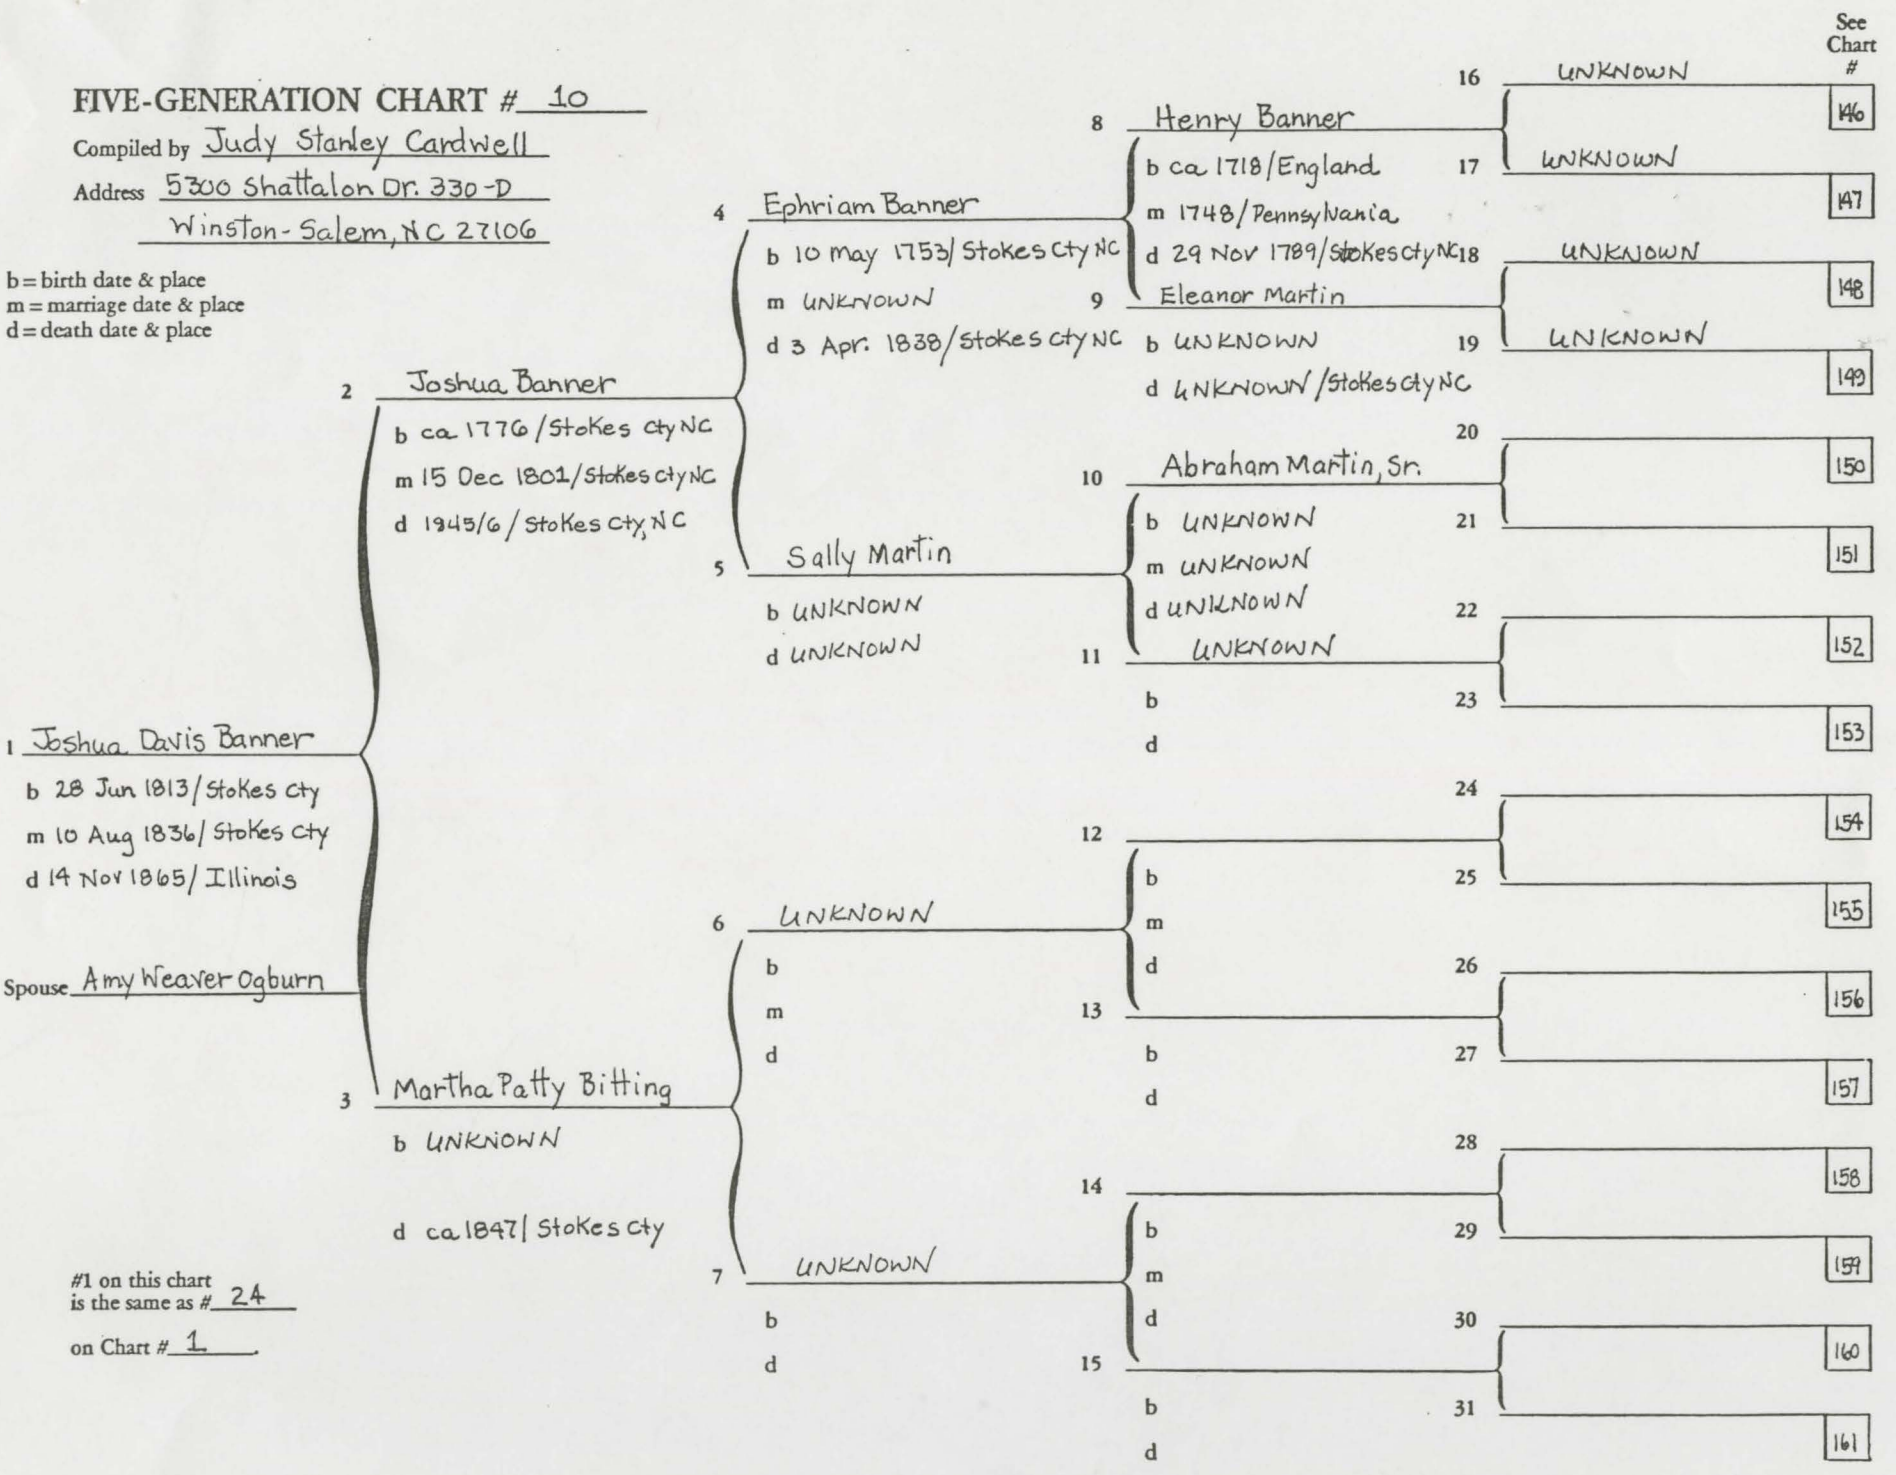 See
Chart
#
FIVE-GENERATION CHART # 10
Compiled by Judy Stanley Cardwell
Address 5300 Shattalon Dr. 330-D
Winston-Salem, NC 27106
b = birth date & place
m = marriage date & place
d = death date & place
1 Joshua Davis Banner
b 28 Jun 1813/Stokes Cty
m 10 Aug 1836/Stokes Cty
d 14 Nov 1865/Illinois
Spouse Amy Weaver Ogburn
2 Joshua Banner
b ca 1776/Stokes Cty NC
m 15 Dec 1801/Stokes Cty NC
d 1845/6/Stokes Cty, NC
3 Martha Patty Bitting
b UNKNOWN
d ca 1847/Stokes Cty
4 Ephriam Banner
b 10 May 1753/Stokes Cty NC
m UNKNOWN
d 3 Apr. 1838/Stokes Cty NC
5 Sally Martin
b UNKNOWN
d UNKNOWN
6 UNKNOWN
b
m
d
7 UNKNOWN
b
d
8 Henry Banner
b ca 1718/England
m 1748/Pennsylvania
d 29 Nov 1789/Stokes Cty NC
9 Eleanor Martin
b UNKNOWN
d UNKNOWN/Stokes Cty NC
10 Abraham Martin, Sr.
b UNKNOWN
m UNKNOWN
d UNKNOWN
11 UNKNOWN
b
d
12
b
m
d
13
b
d
14
b
m
d
15
b
d
16 UNKNOWN
146
17 UNKNOWN
147
18 UNKNOWN
148
19 UNKNOWN
149
20
150
21
151
22
152
23
153
24
154
25
155
26
156
27
157
28
158
29
159
30
160
31
161
#1 on this chart
is the same as # 24
on Chart # 1.